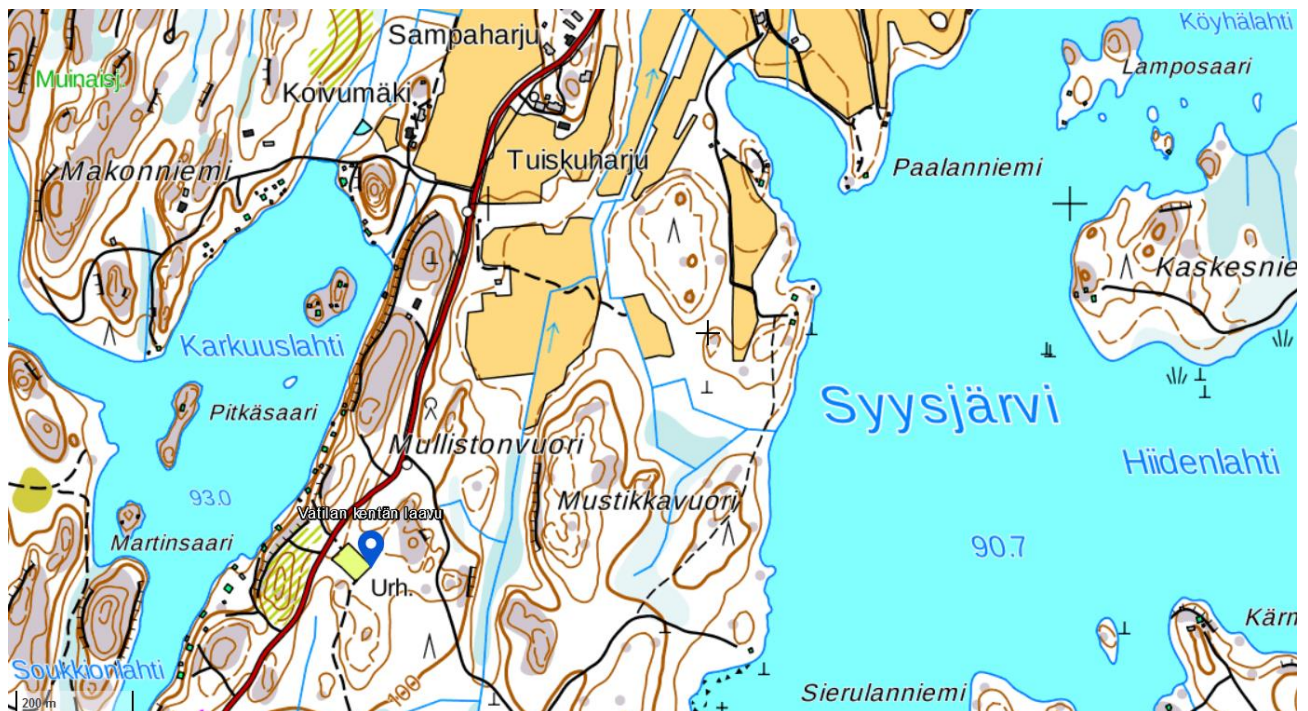 Köyhälahti
Sampaharju
Lamposaari
Muinaisj.
Koivumäki
Tuiskuharju
Makonniemi
Paalanniemi
Kaskesnie
Karkuuslahti
Syysjärvi
Pitkäsaari
Mullistonvuori
Hiidenlahti
93.0
Mustikkavuori
Vatilan kentän laavu
Martinsaari
90.7
Urh.
Kärn
Soukkionlahti
100
Sierulanniemi
200 m